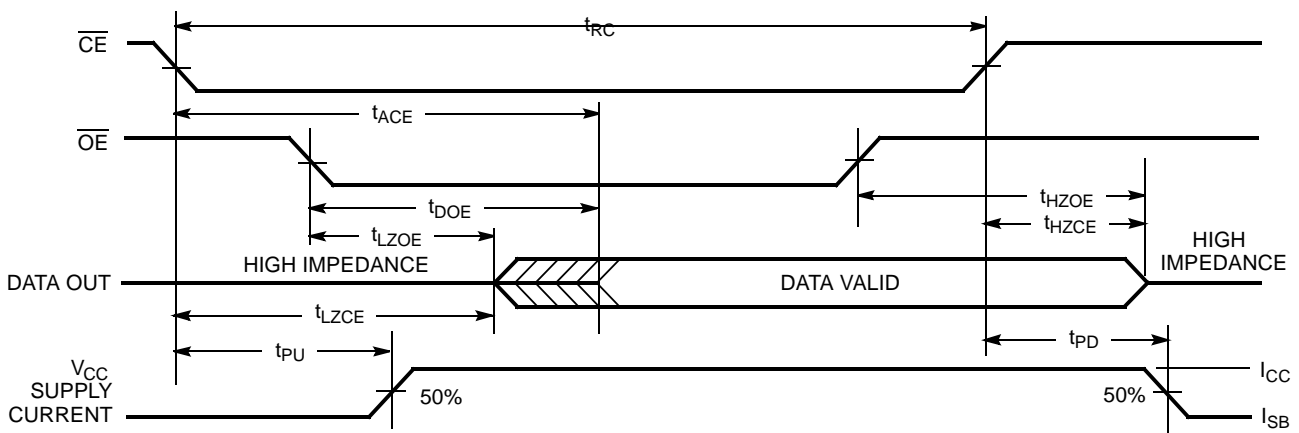 tRC
CE
tACE
OE
tDOE
tHZOE
tLZOE
tHZCE
HIGH IMPEDANCE
HIGH
IMPEDANCE
DATA OUT
DATA VALID
tLZCE
tPU
tPD
VCC
SUPPLY
CURRENT
50%
50%
ICC
ISB